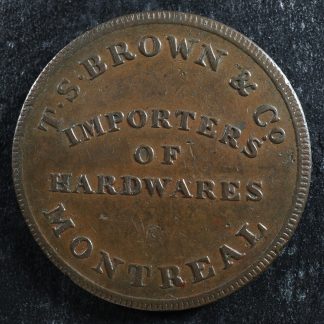 T.S.BROWN & Co
IMPORTERS
OF
HARDWARES
MONTREAL